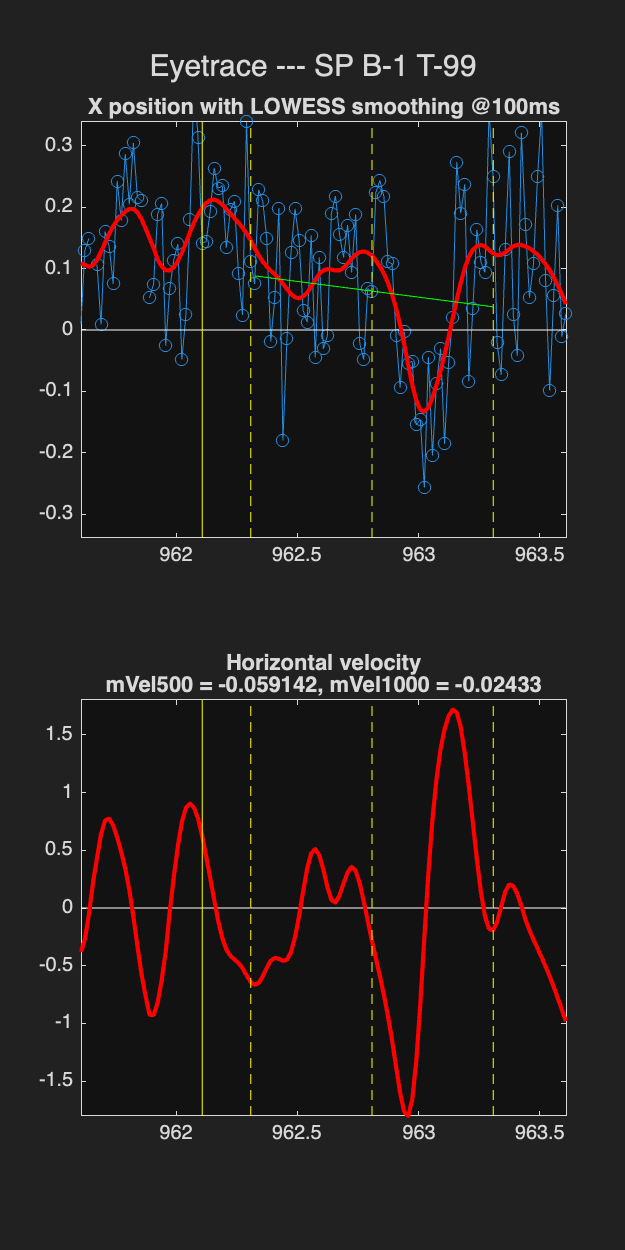 Eyetrace --- SP B-1 T-99
X position with LOWESS smoothing @100ms
0.3
0.2
0.1
0
-0.1
-0.2
-0.3
962 962.5 963 963.5
Horizontal velocity
mVel500 = -0.059142, mVel1000 = -0.02433
1.5
1
0.5
0
-0.5
-1
-1.5
962 962.5 963 963.5